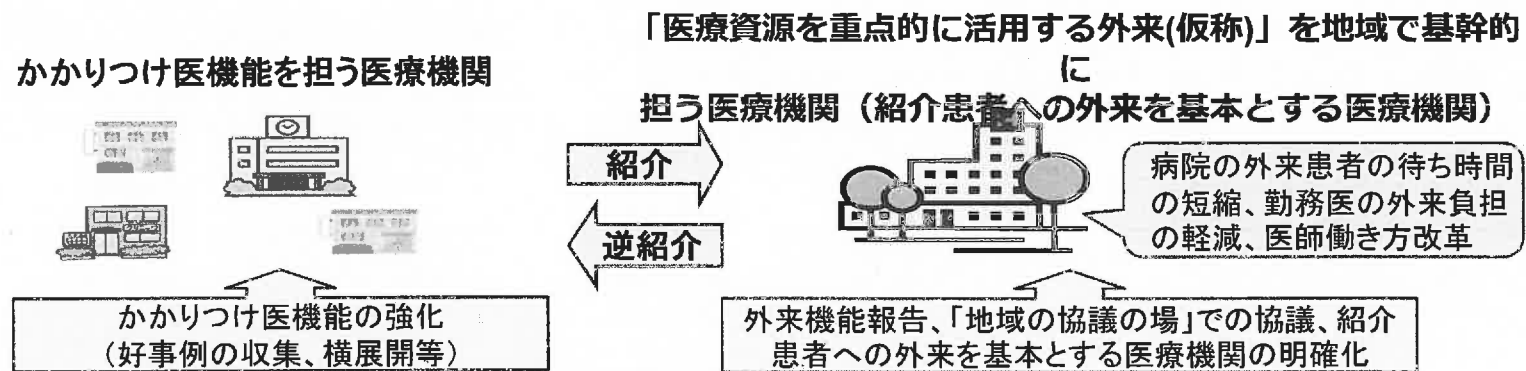 かかりつけ医機能を担う医療機関
「医療資源を重点的に活用する外来(仮称)」を地域で基幹的
に
担う医療機関（紹介患者への外来を基本とする医療機関）
紹介
逆紹介
病院の外来患者の待ち時間
の短縮、勤務医の外来負担
の軽減、医師働き方改革
かかりつけ医機能の強化
（好事例の収集、横展開等）
外来機能報告、「地域の協議の場」での協議、紹介
患者への外来を基本とする医療機関の明確化